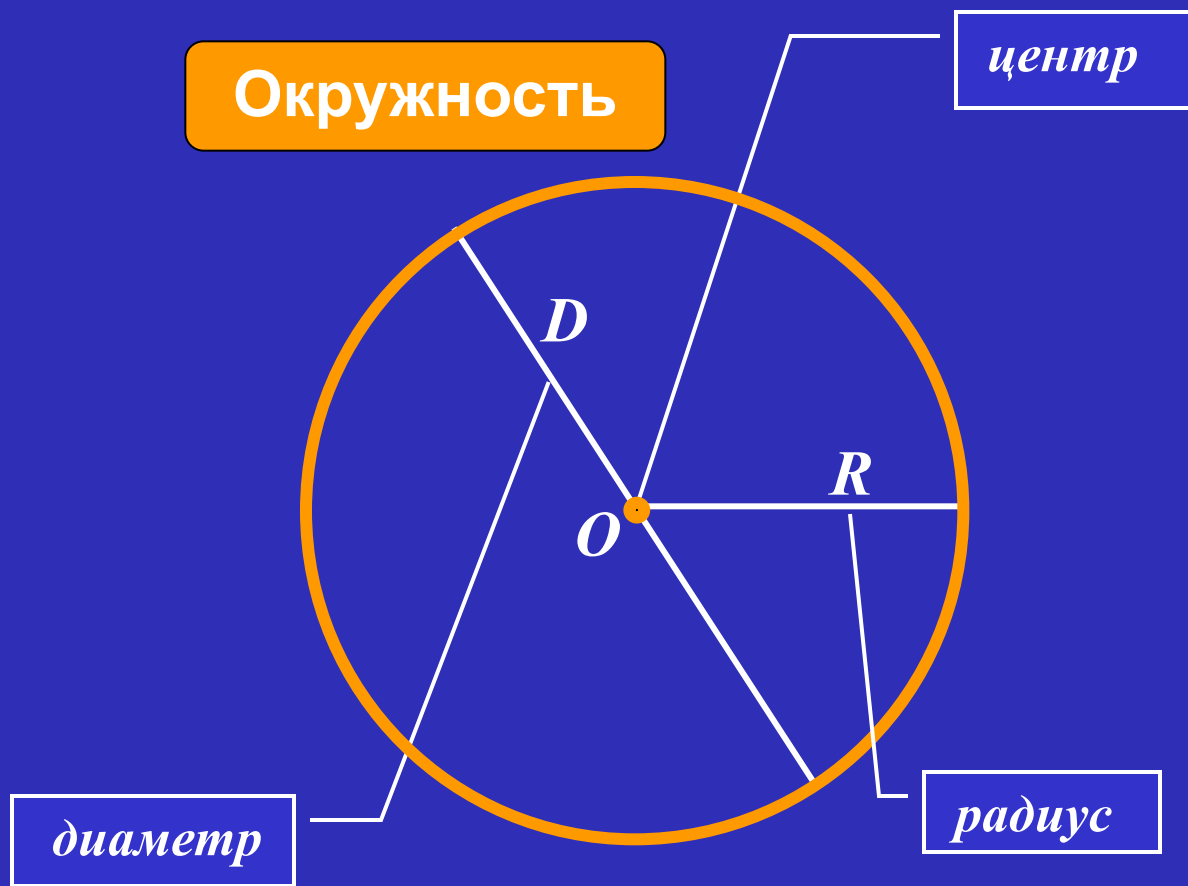 центр
Окружность
D
R
O
диаметр
радиус